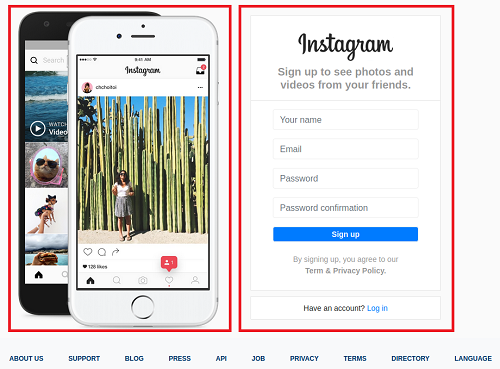 Search
WATCH
Video
9:41 AM
Instagram
chchoitoi
128 likes
1
Instagram
Sign up to see photos and
videos from your friends.
Your name
Email
Password
Password confirmation
Sign up
By signing up, you agree to our
Term & Privacy Policy.
Have an account? Log in
ABOUT US SUPPORT BLOG PRESS API JOB PRIVACY TERMS DIRECTORY LANGUAGE